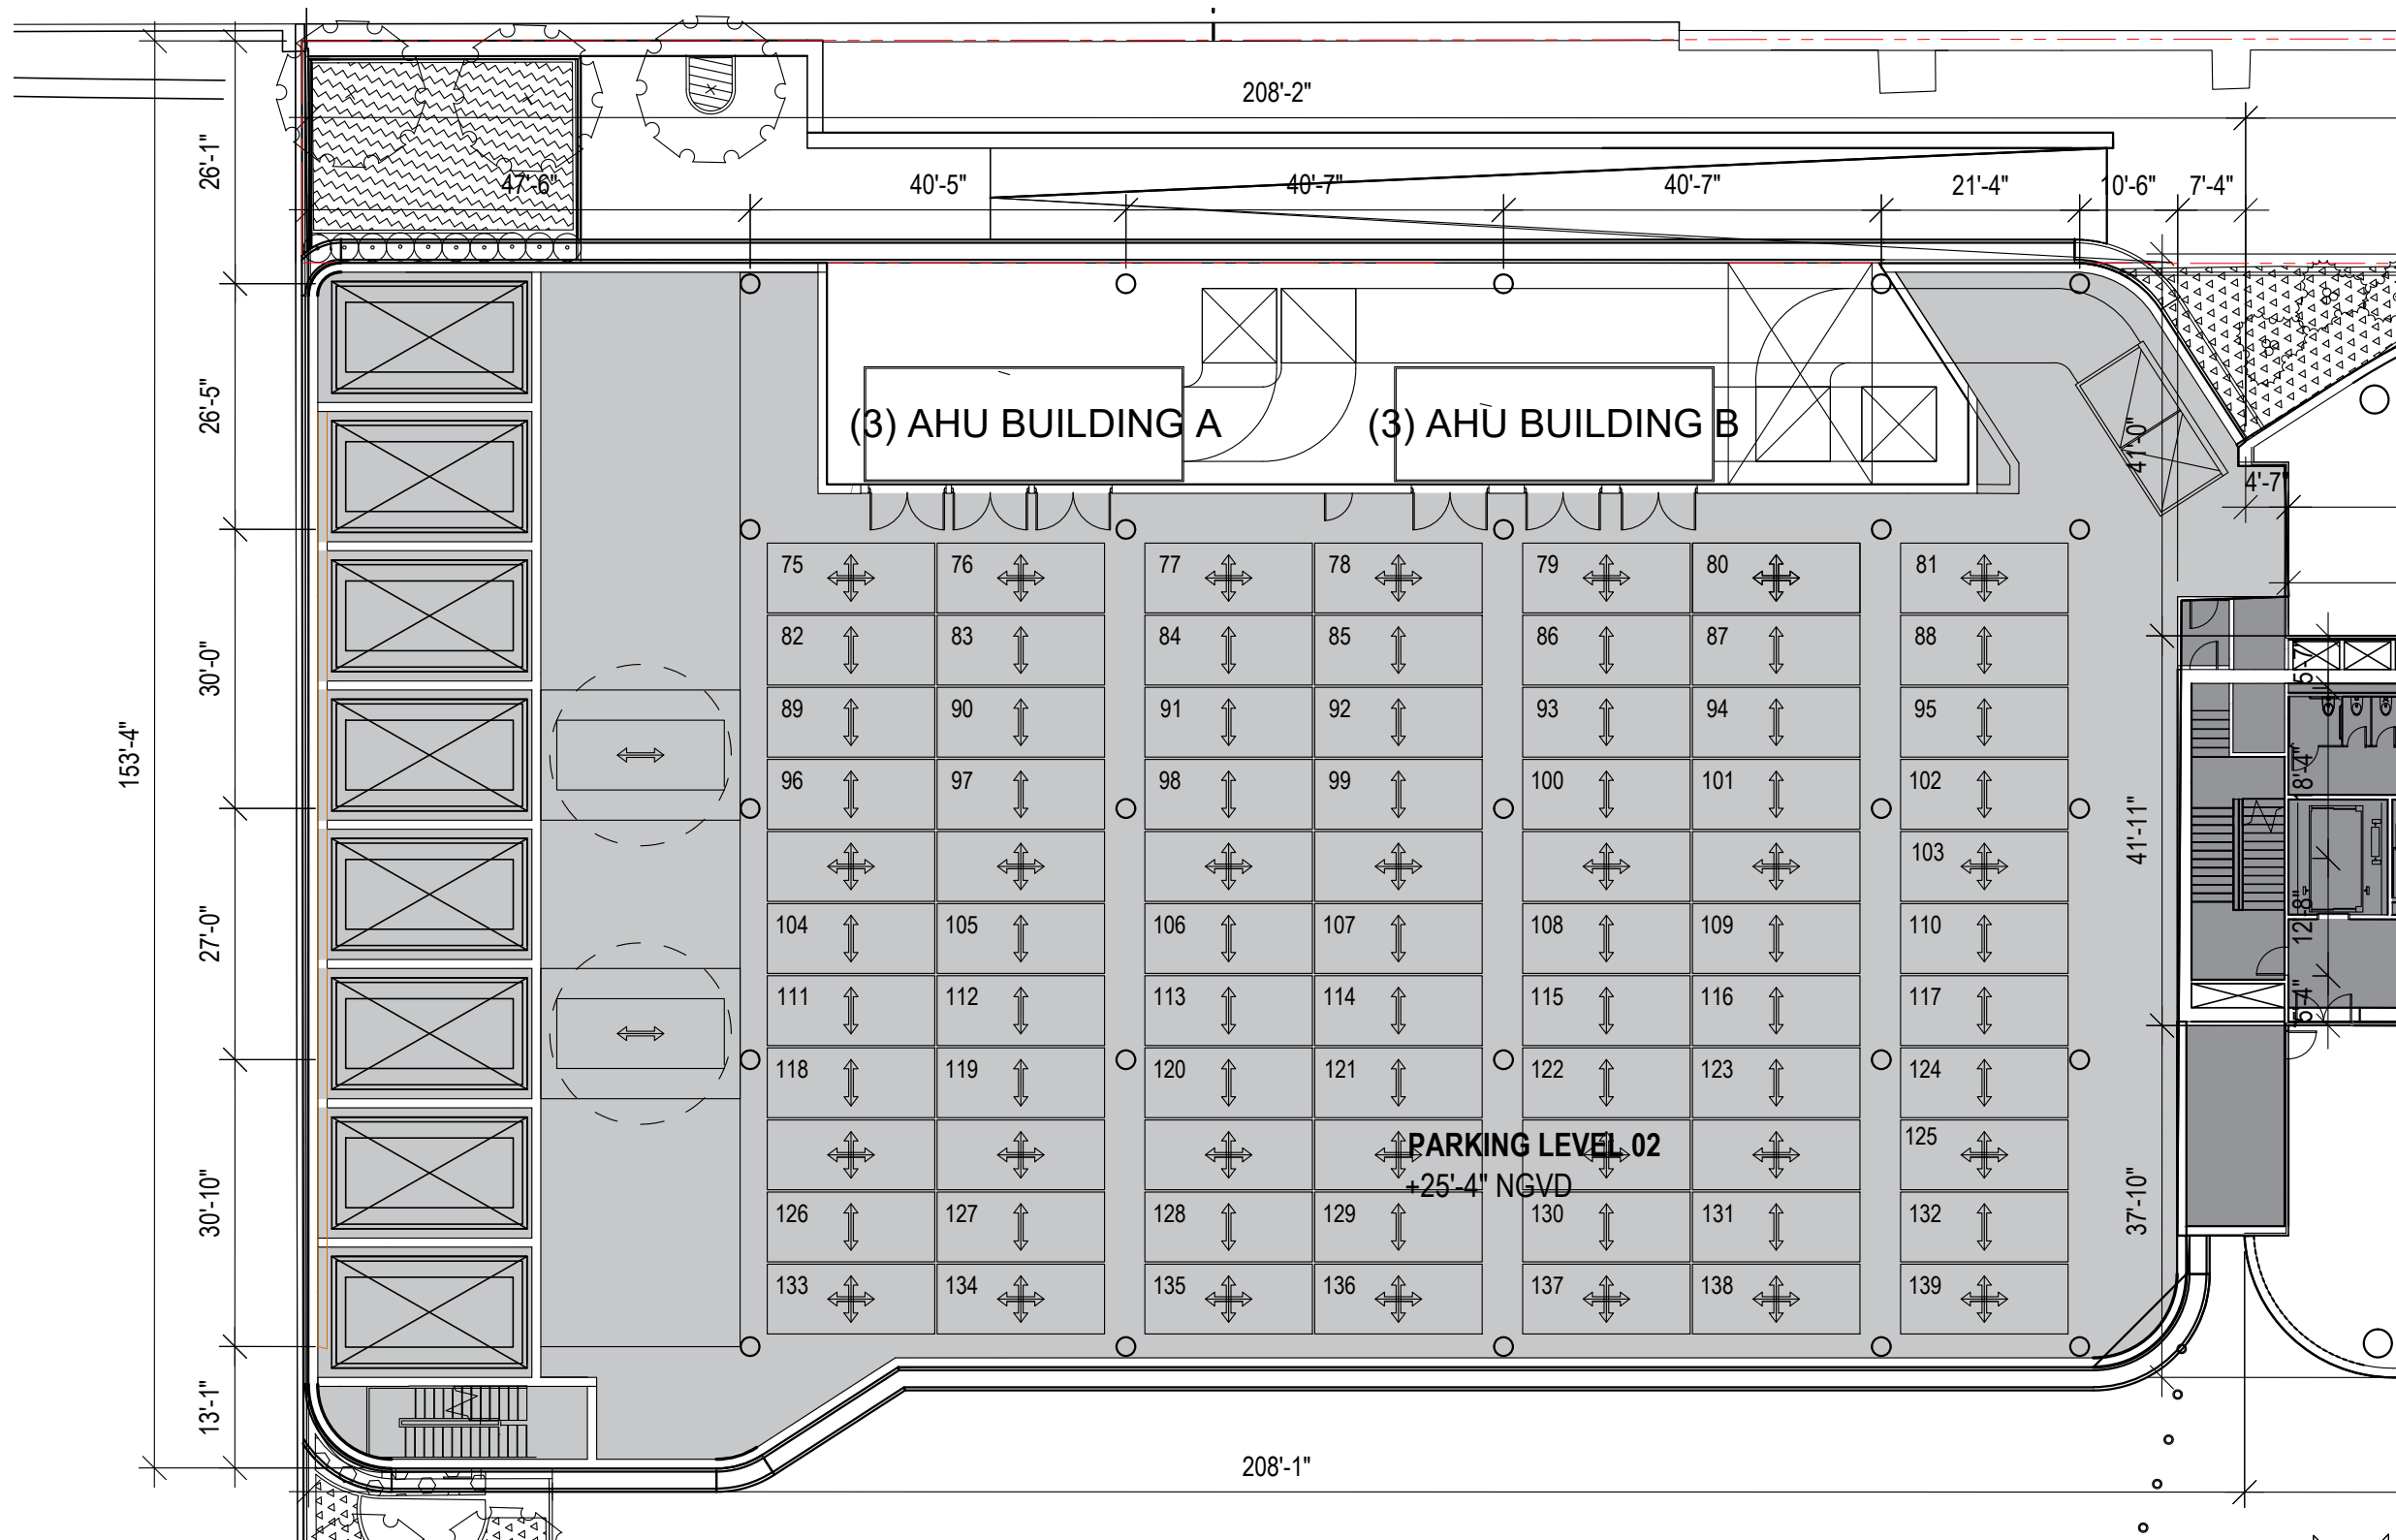 208'-2"
26'-1"
47'-6"
40'-5"
40'-7"
40'-7"
21'-4"
10'-6"
7'-4"
26'-5"
(3) AHU BUILDING A
(3) AHU BUILDING B
41'-0"
4'-7"
75 76 77 78 79 80 81
82 83 84 85 86 87 88
30'-0"
5'-7"
89 90 91 92 93 94 95
153'-4"
96 97 98 99 100 101 102
18'-4"
41'-11"
103
27'-0"
104 105 106 107 108 109 110
12'-8"
111 112 113 114 115 116 117
5'-4"
118 119 120 121 122 123 124
PARKING LEVEL 02
125
+25'-4" NGVD
30'-10"
37'-10"
126 127 128 129 130 131 132
133 134 135 136 137 138 139
13'-1"
208'-1"